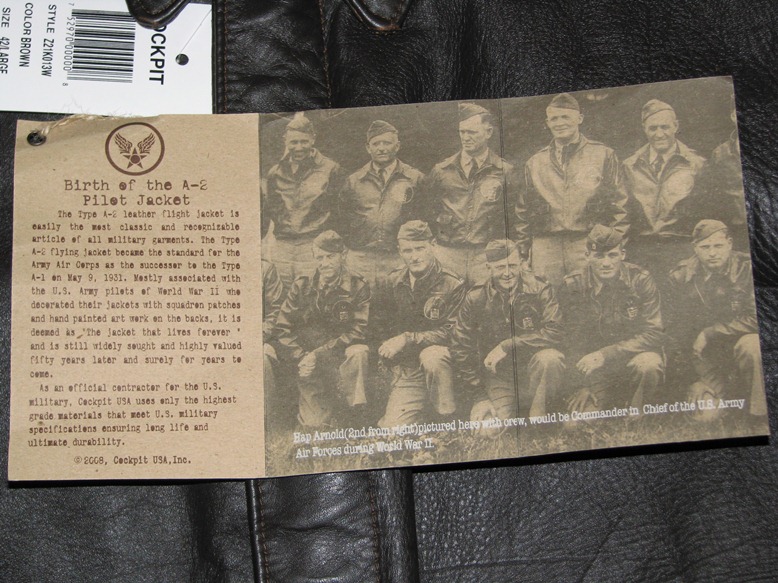 OCKPIT
752970000000 8
STYLE Z21K013W
COLOR BROWN
SIZE 42/LARGE
Birth of the A-2
Pilot Jacket
The Type A-2 leather flight jacket is
easily the most classic and recognizable
article of all military garments. The Type
A-2 flying jacket became the standard for the
Army Air Corps as the successor to the Type
A-1 on May 9, 1931. Mostly associated with
the U.S. Army pilots of World War II who
decorated their jackets with squadron patches
and hand painted art work on the backs, it is
deemed as "The jacket that lives forever "
and is still widely sought and highly valued
fifty years later and surely for years to
come.
As an official contractor for the U.S.
military, Cockpit USA uses only the highest
grade materials that meet U.S. military
specifications ensuring long life and
ultimate durability.
©2008, Cockpit USA,Inc.
Hap Arnold(2nd from right)pictured here with crew, would be Commander in Chief of the U.S. Army
Air Forces during World War II.